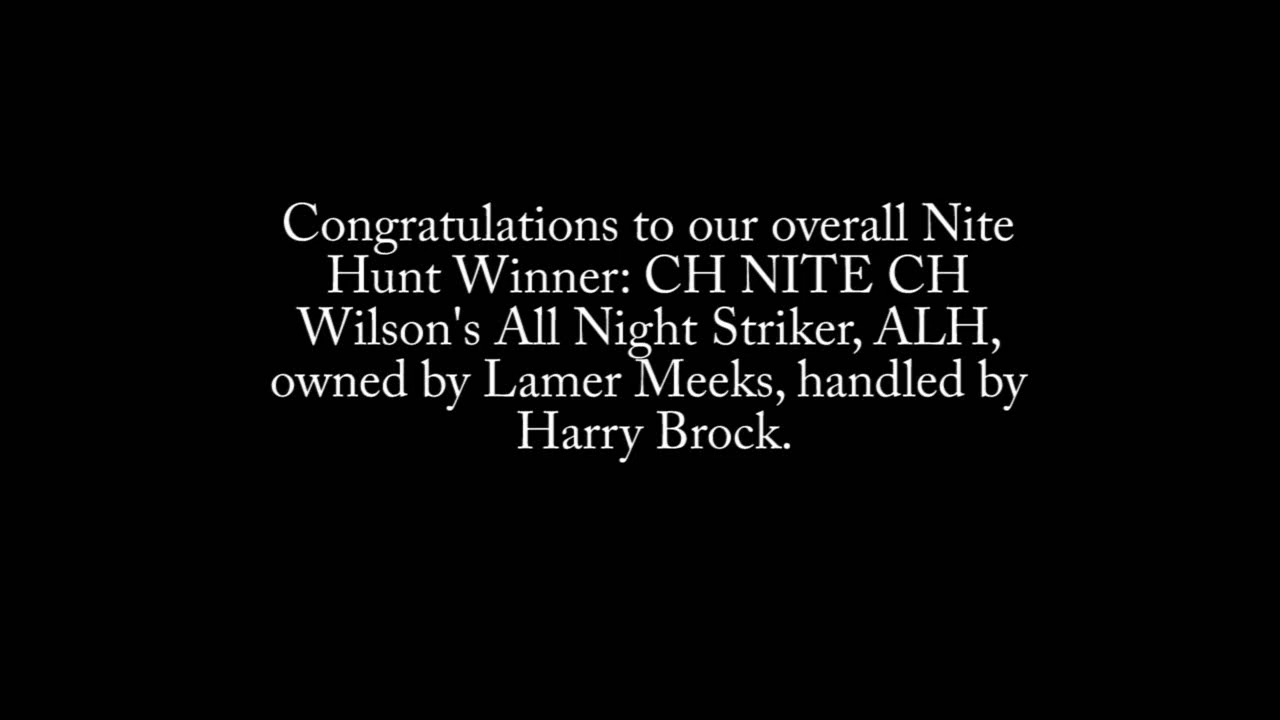 Congratulations to our overall Nite
Hunt Winner: CH NITE CH
Wilson's All Night Striker, ALH,
owned by Lamer Meeks, handled by
Harry Brock.